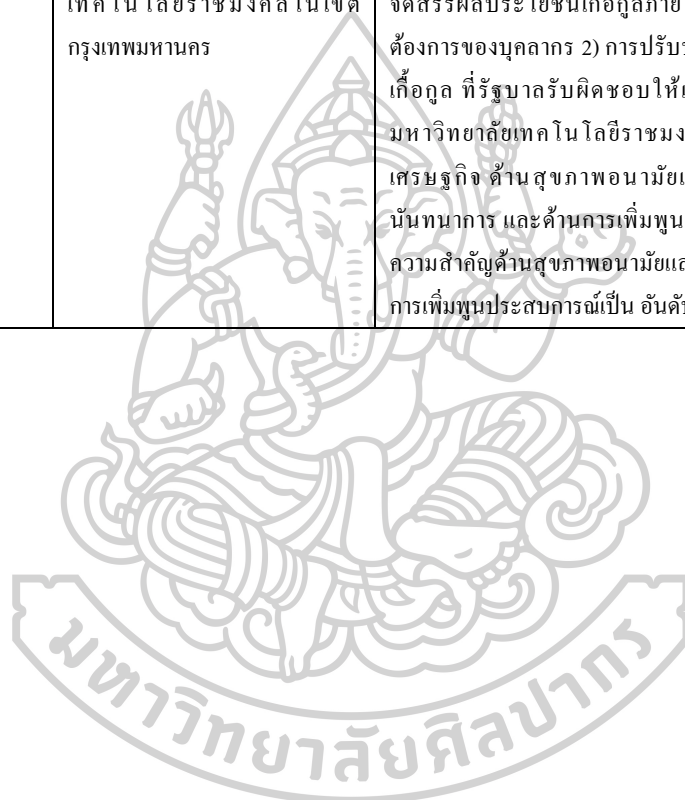 เทคโนโลยีราชมงคลในเขต
กรุงเทพมหานคร
จัดสรรผลประโยชน์เกื้อกูลภาย
ต้องการของบุคลากร 2) การปรับ
เกื้อกูล ที่รัฐบาลรับผิดชอบให้
มหาวิทยาลัยเทคโนโลยีราชมง
เศรษฐกิจ ด้านสุขภาพอนามัย
นันทนาการ และด้านการเพิ่มพูน
ความสำคัญด้านสุขภาพอนามัย
การเพิ่มพูนประสบการณ์เป็น อันดั
มหาวิทยาลัยศิลปากร